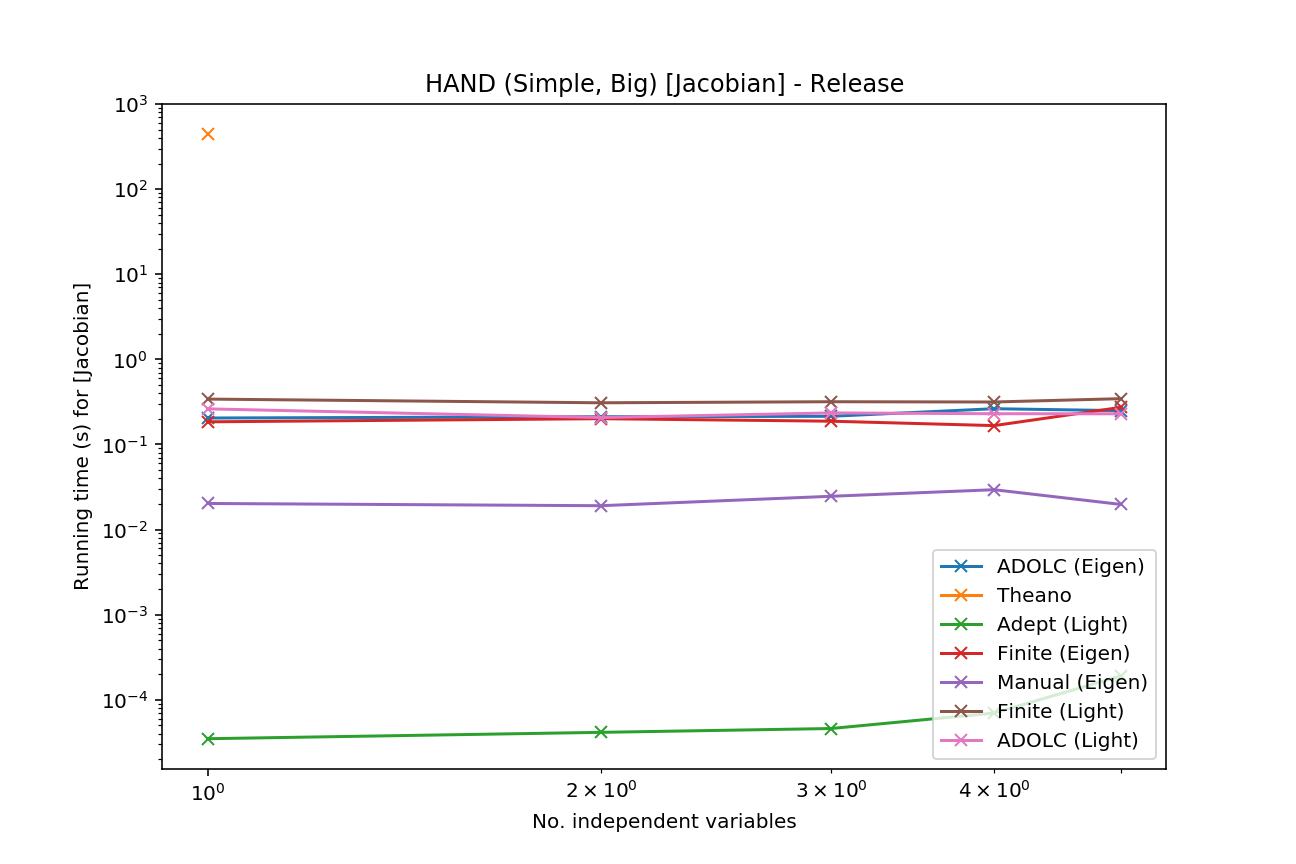 HAND (Simple, Big) [Jacobian] - Release
Running time (s) for [Jacobian]
10³
10²
10¹
10⁰
10⁻¹
10⁻²
10⁻³
10⁻⁴
ADOLC (Eigen)
Theano
Adept (Light)
Finite (Eigen)
Manual (Eigen)
Finite (Light)
ADOLC (Light)
10⁰
2 × 10⁰
3 × 10⁰
4 × 10⁰
No. independent variables